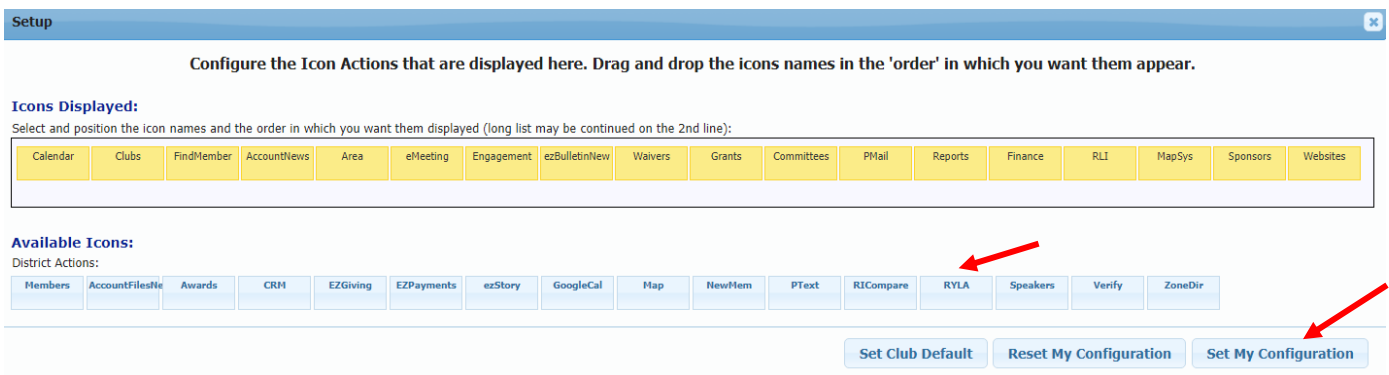 Setup
Configure the Icon Actions that are displayed here. Drag and drop the icons names in the 'order' in which you want them appear.
Icons Displayed:
Select and position the icon names and the order in which you want them displayed (long list may be continued on the 2nd line):
Calendar Clubs FindMember AccountNews Area eMeeting Engagement ezBulletinNew Waivers Grants Committees PMail Reports Finance RLI MapSys Sponsors Websites
Available Icons:
District Actions:
Members AccountFilesNe Awards CRM EZGiving EZPayments ezStory GoogleCal Map NewMem PText RICompare RYLA Speakers Verify ZoneDir
Set Club Default Reset My Configuration Set My Configuration